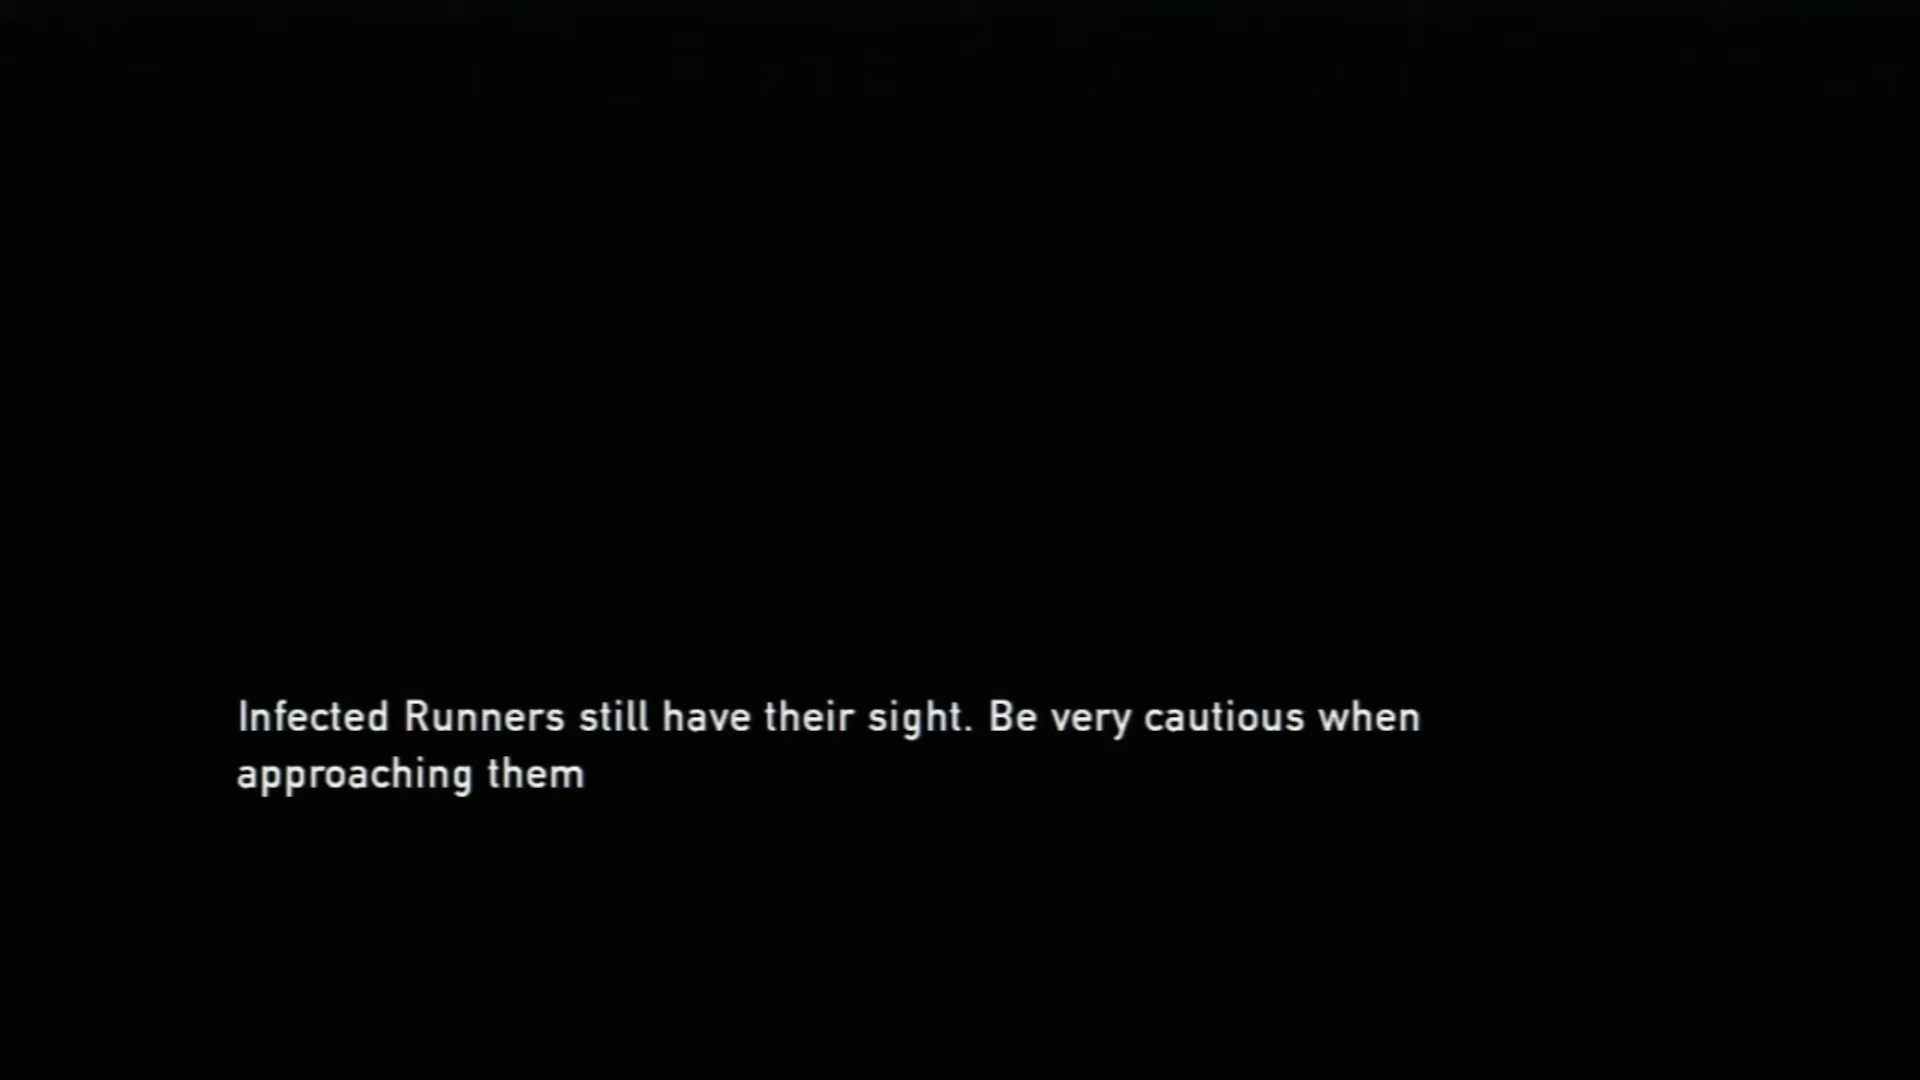 Infected Runners still have their sight. Be very cautious when
approaching them